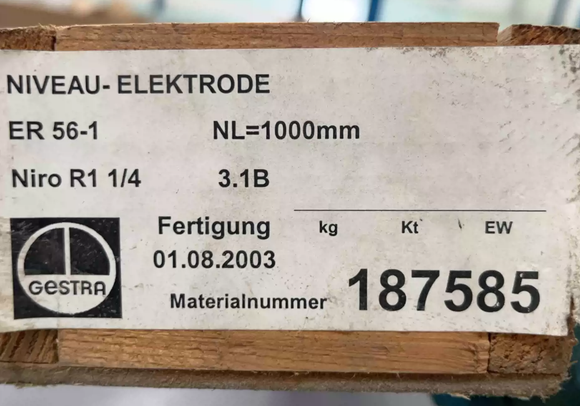 NIVEAU- ELEKTRODE
ER 56-1 NL=1000mm
Niro R1 1/4 3.1B
Fertigung kg Kt EW
01.08.2003
GESTRA
Materialnummer 187585